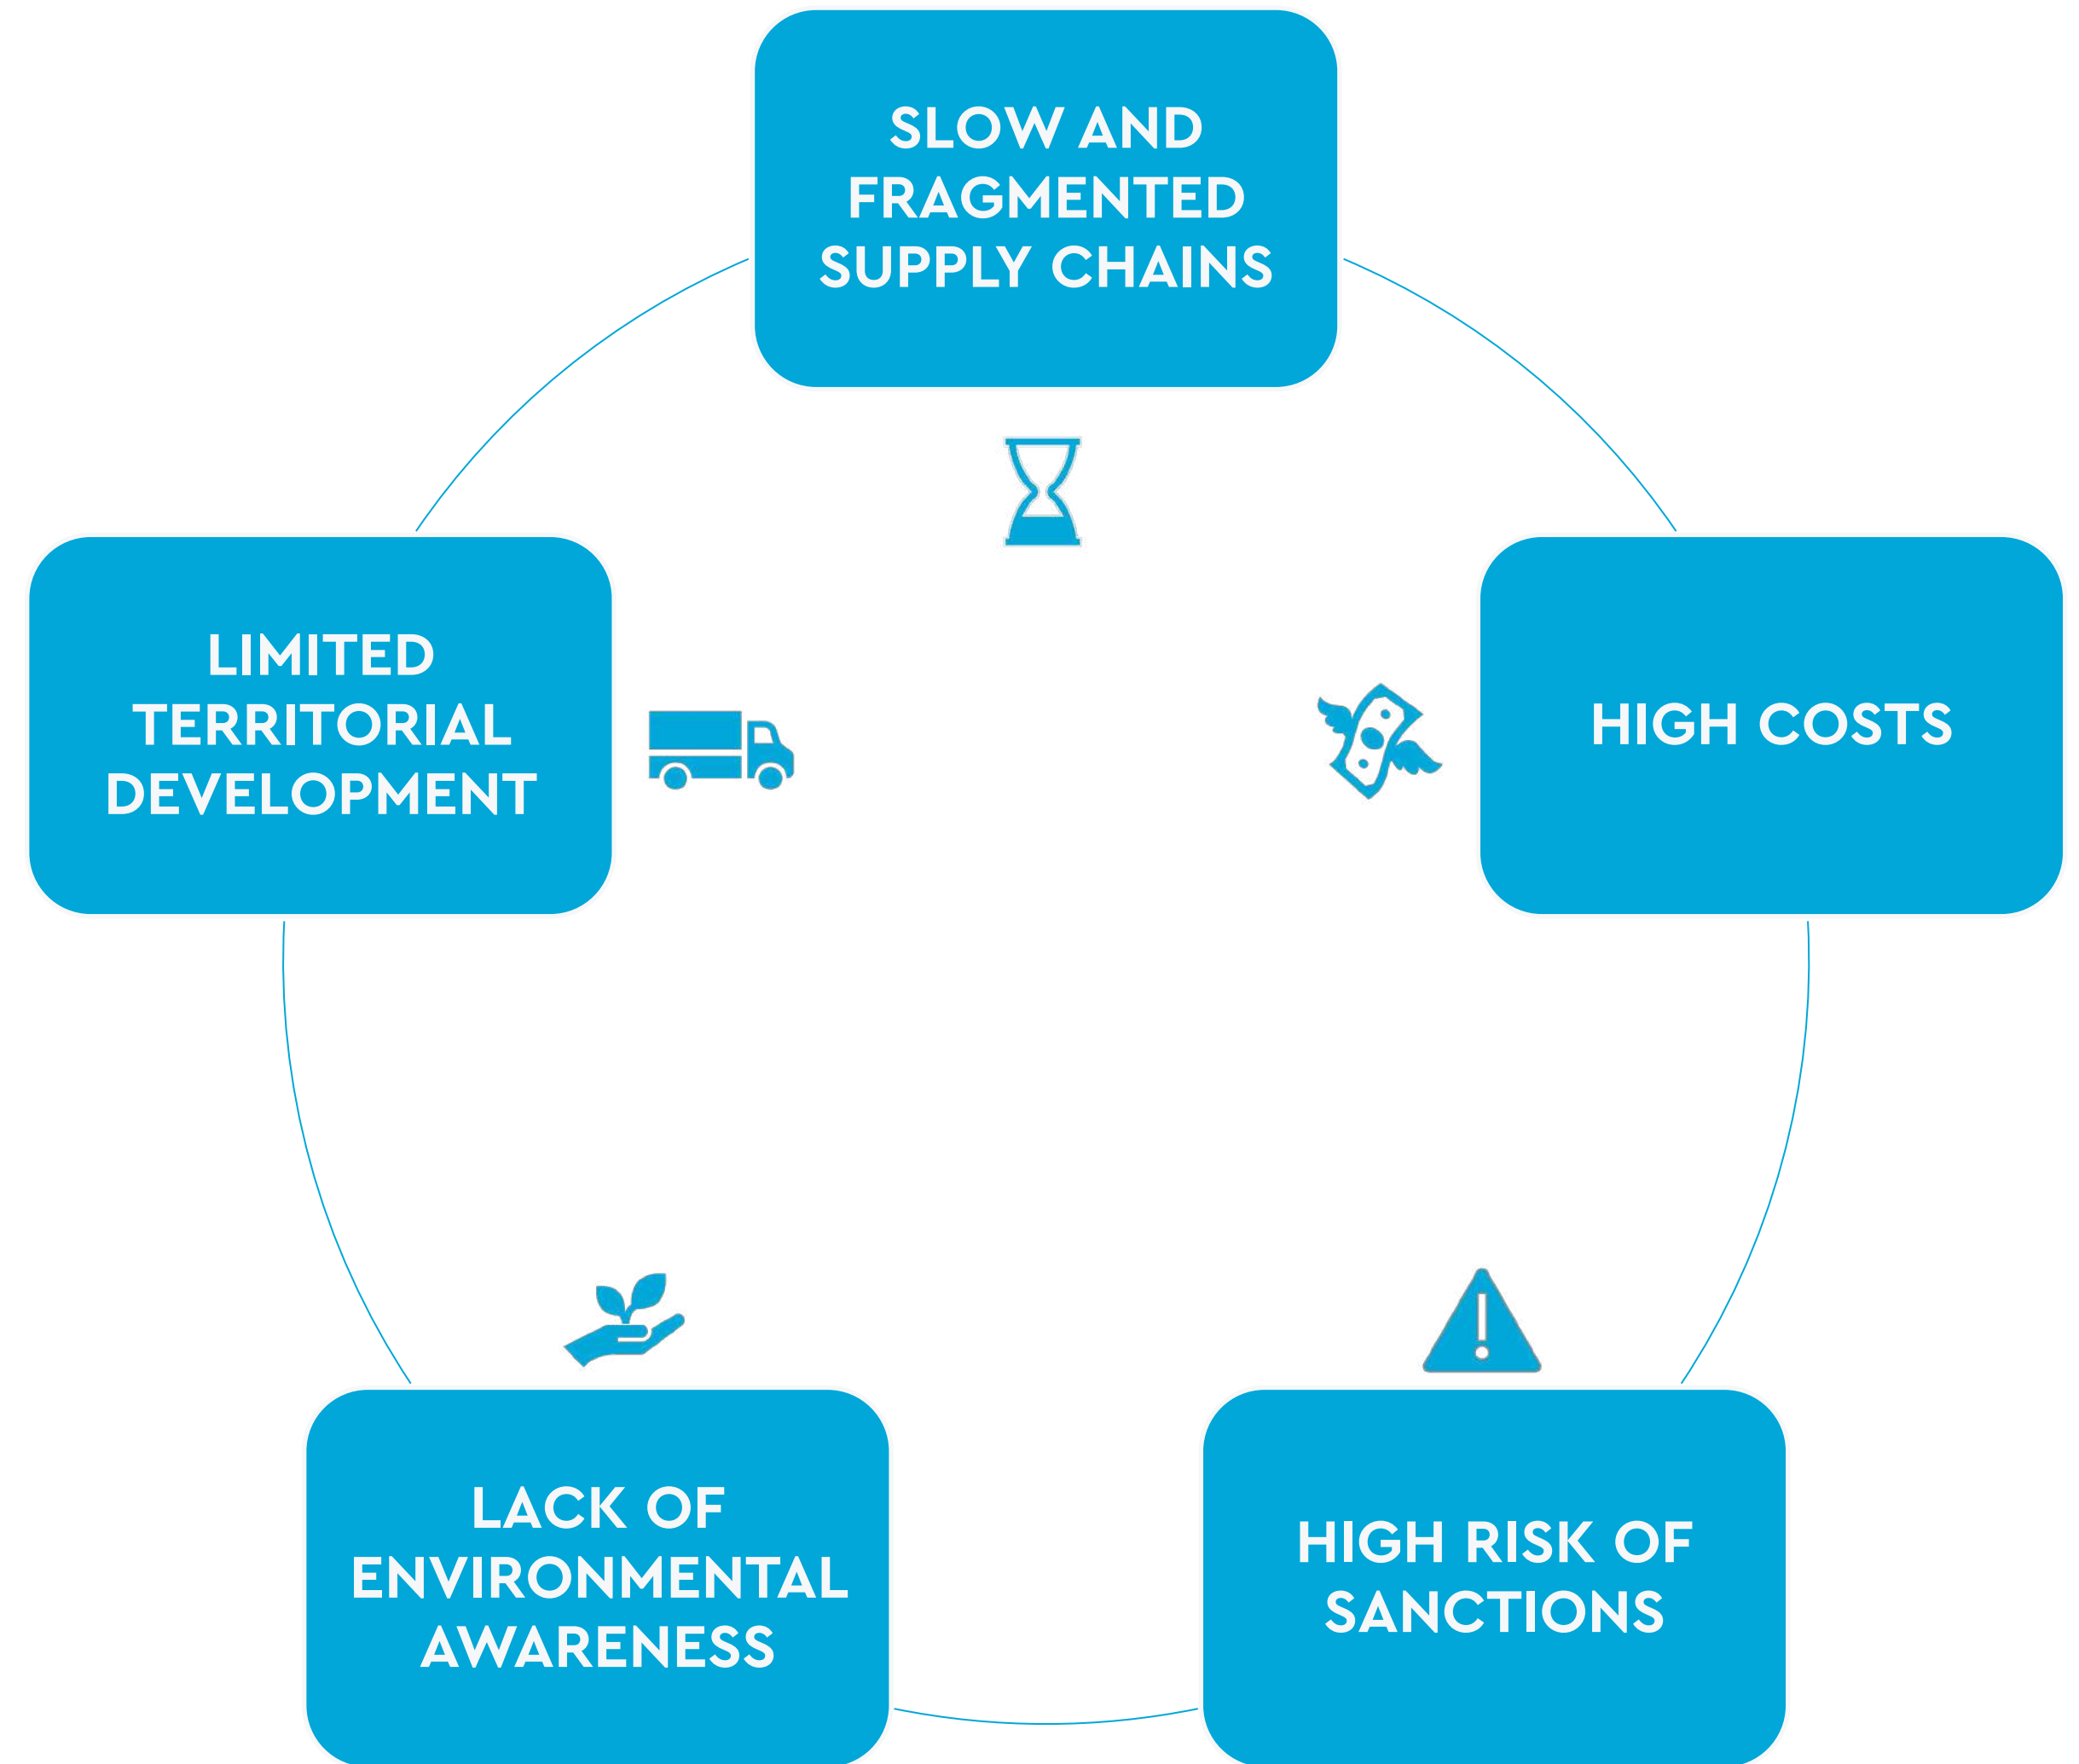 SLOW AND
FRAGMENTED
SUPPLY CHAINS
LIMITED
TERRITORIAL
DEVELOPMENT
HIGH COSTS
LACK OF
ENVIRONMENTAL
AWARENESS
HIGH RISK OF
SANCTIONS